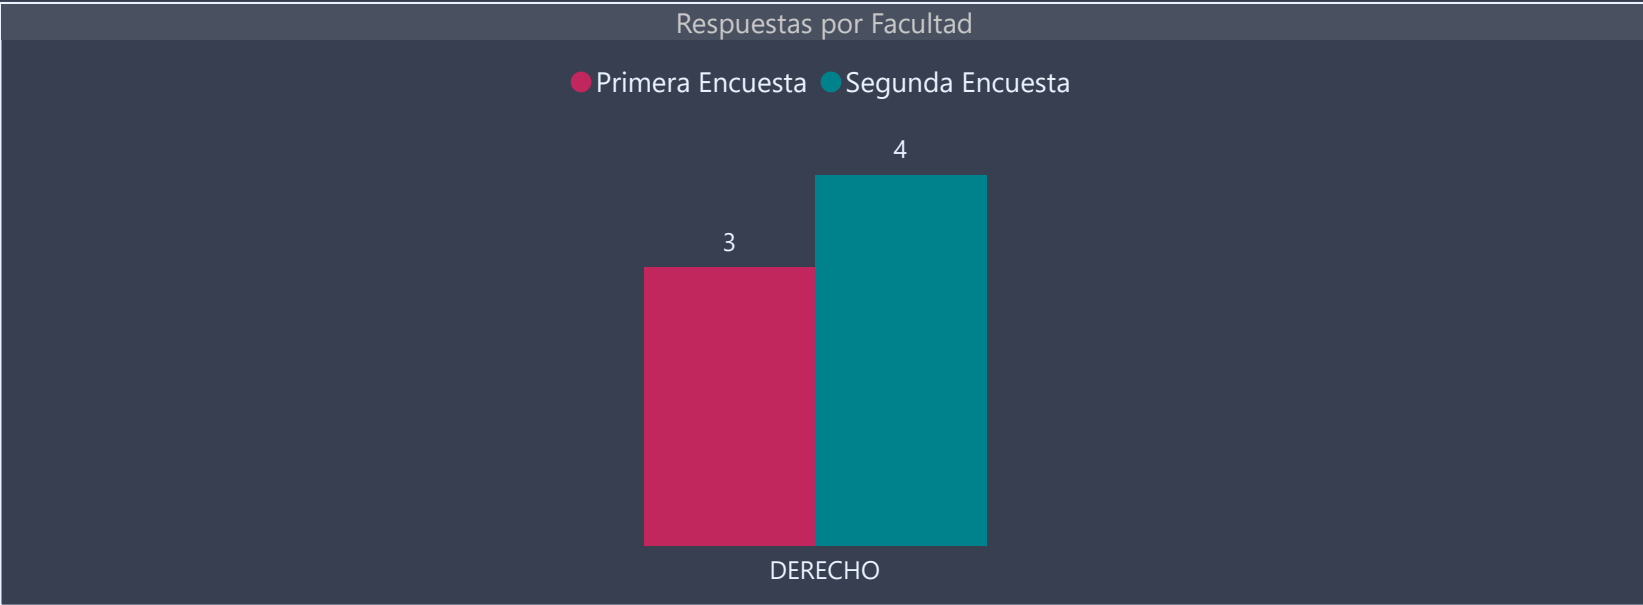 Respuestas por Facultad
Primera Encuesta Segunda Encuesta
4
3
DERECHO